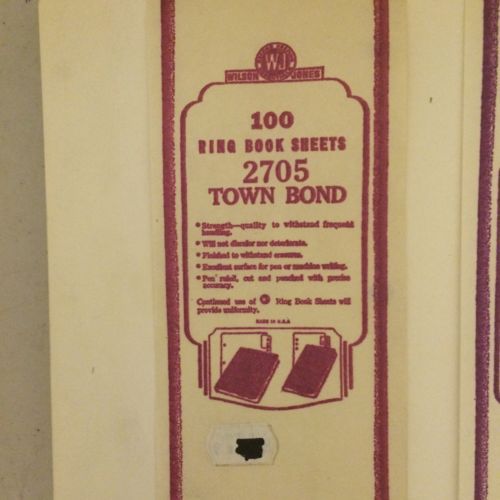 WJ
WILSON JONES
100
RING BOOK SHEETS
2705
TOWN BOND
• Strength—quality to withstand frequent
handling.
• Will not discolor nor deteriorate.
• Finished to withstand erasures.
• Excellent surface for pen or machine writing.
• Pen ruled, cut and punched with precise
accuracy.
Continued use of Ring Book Sheets will
provide uniformity.
MADE IN U.S.A.